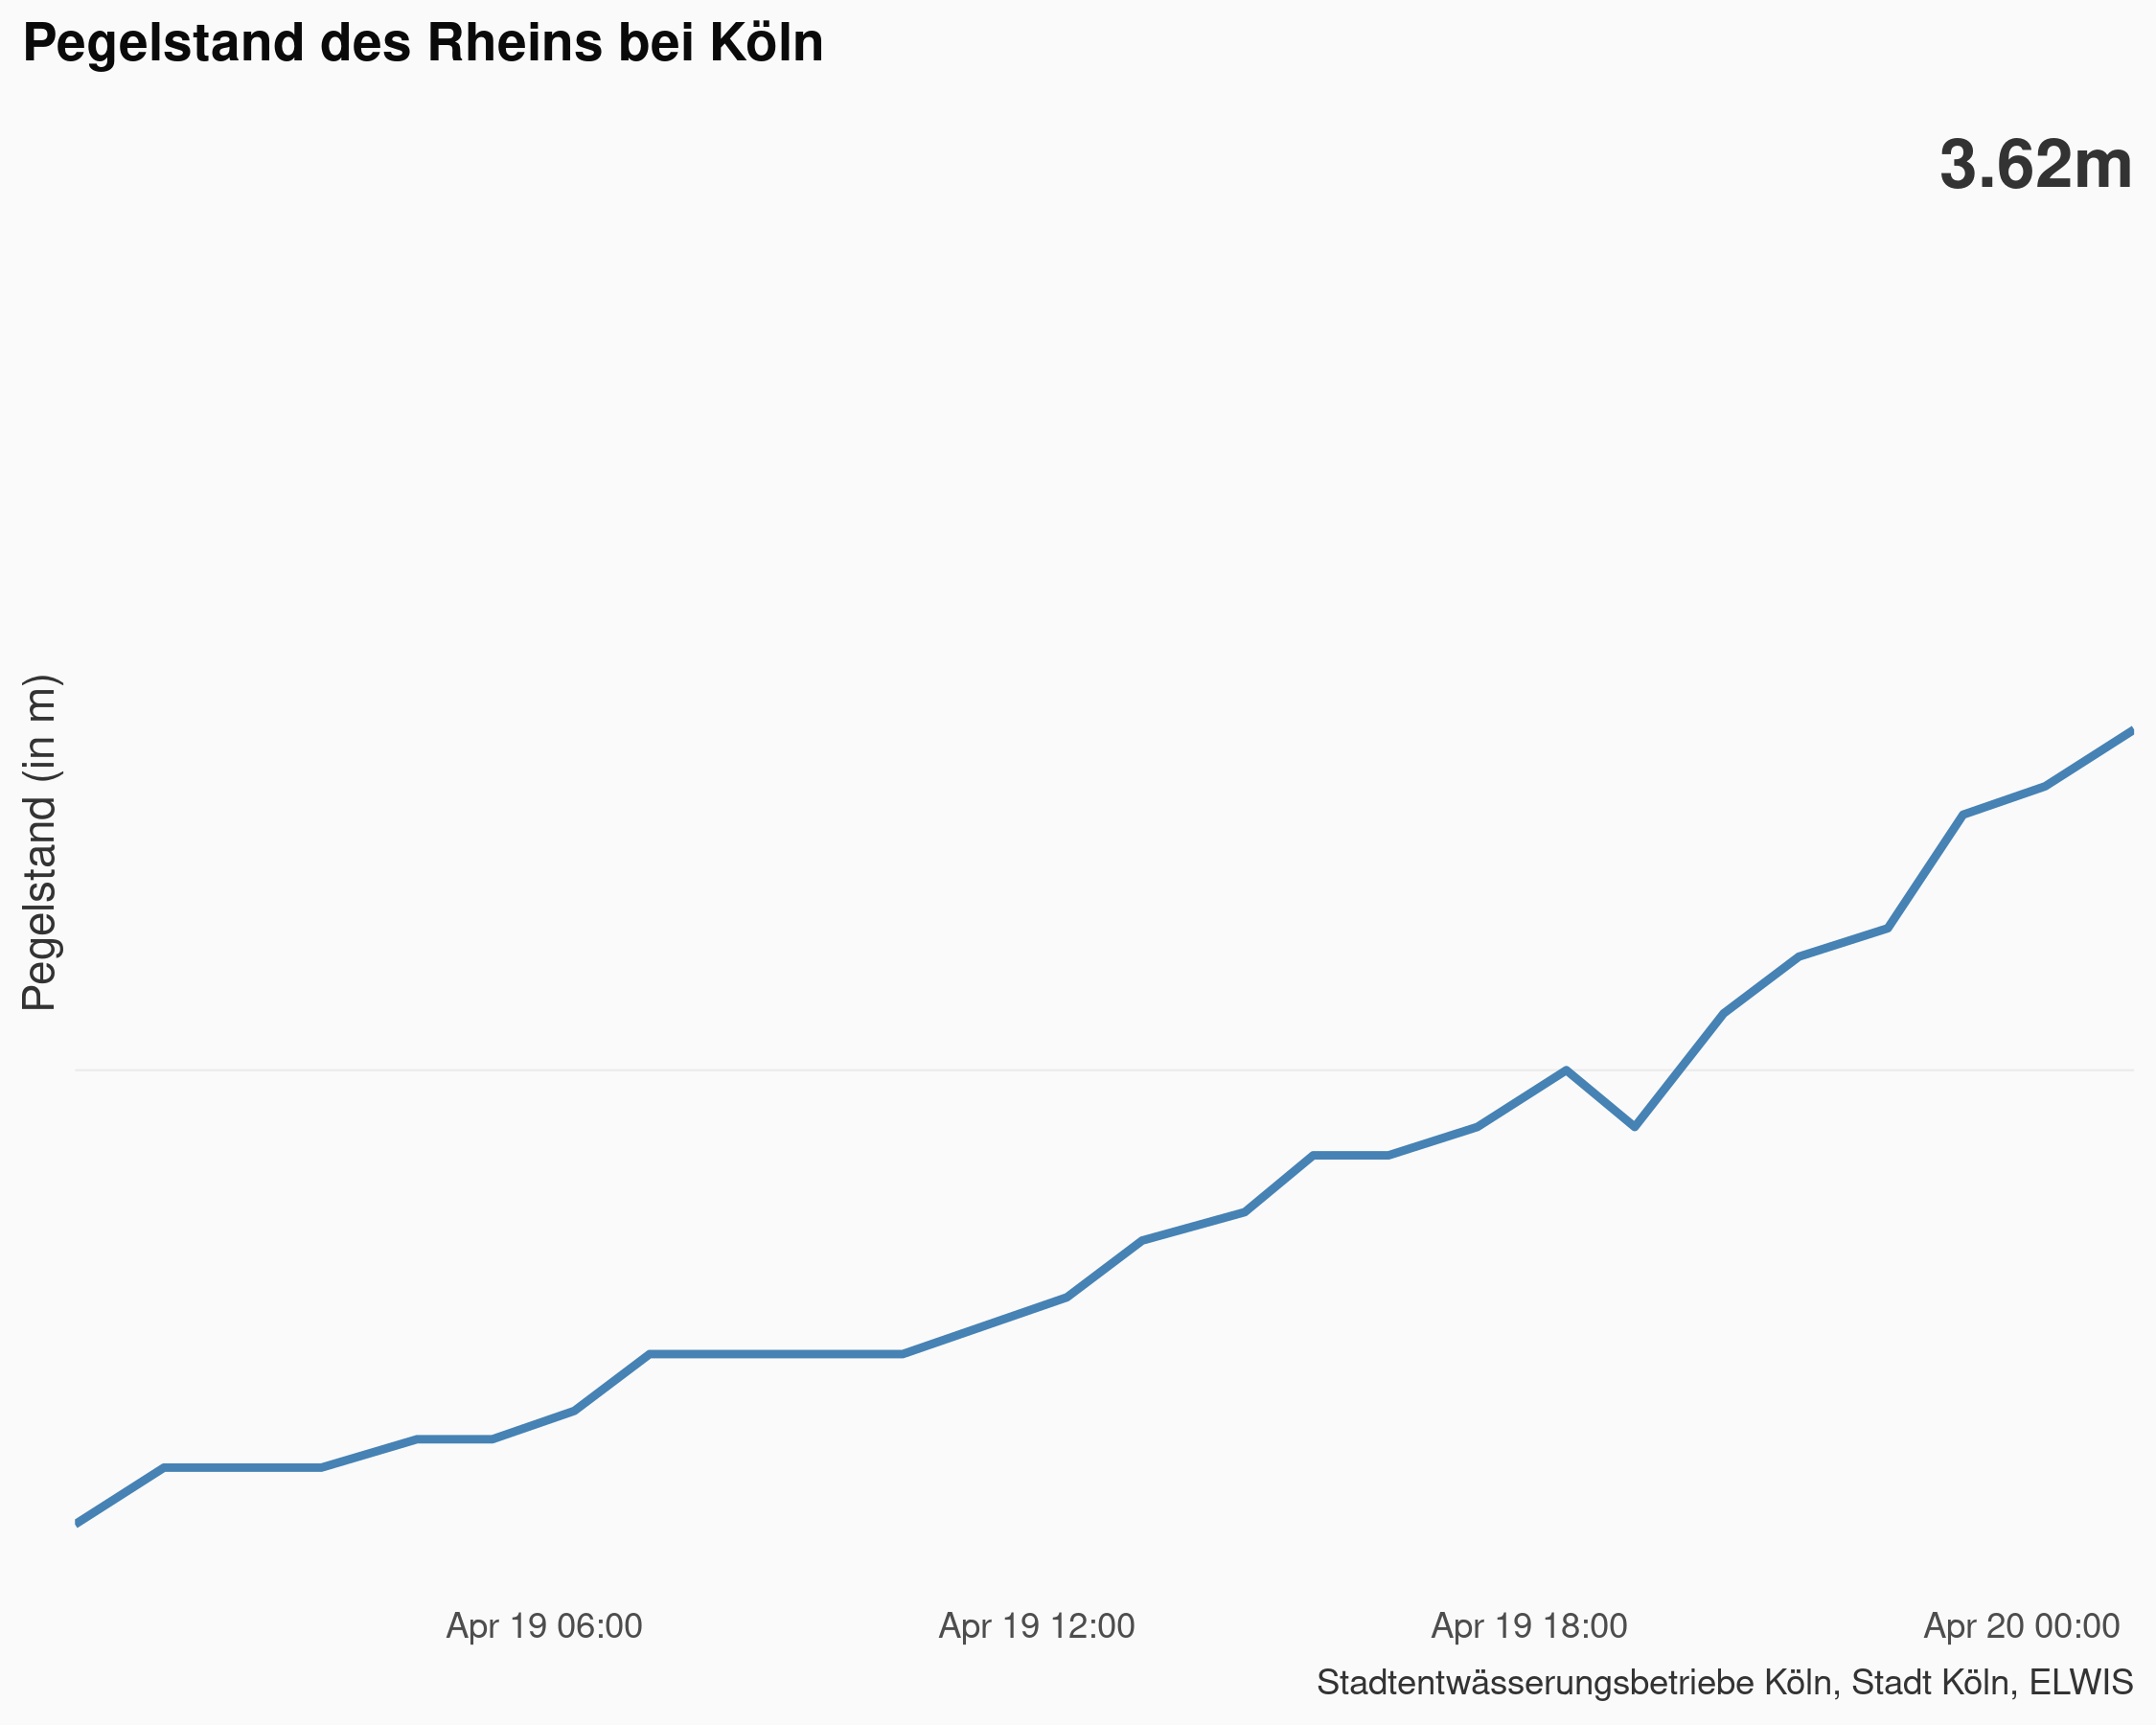 Pegelstand des Rheins bei Köln
3.62m
Pegelstand (in m)
Apr 19 06:00
Apr 19 12:00
Apr 19 18:00
Apr 20 00:00
Stadtentwässerungsbetriebe Köln, Stadt Köln, ELWIS